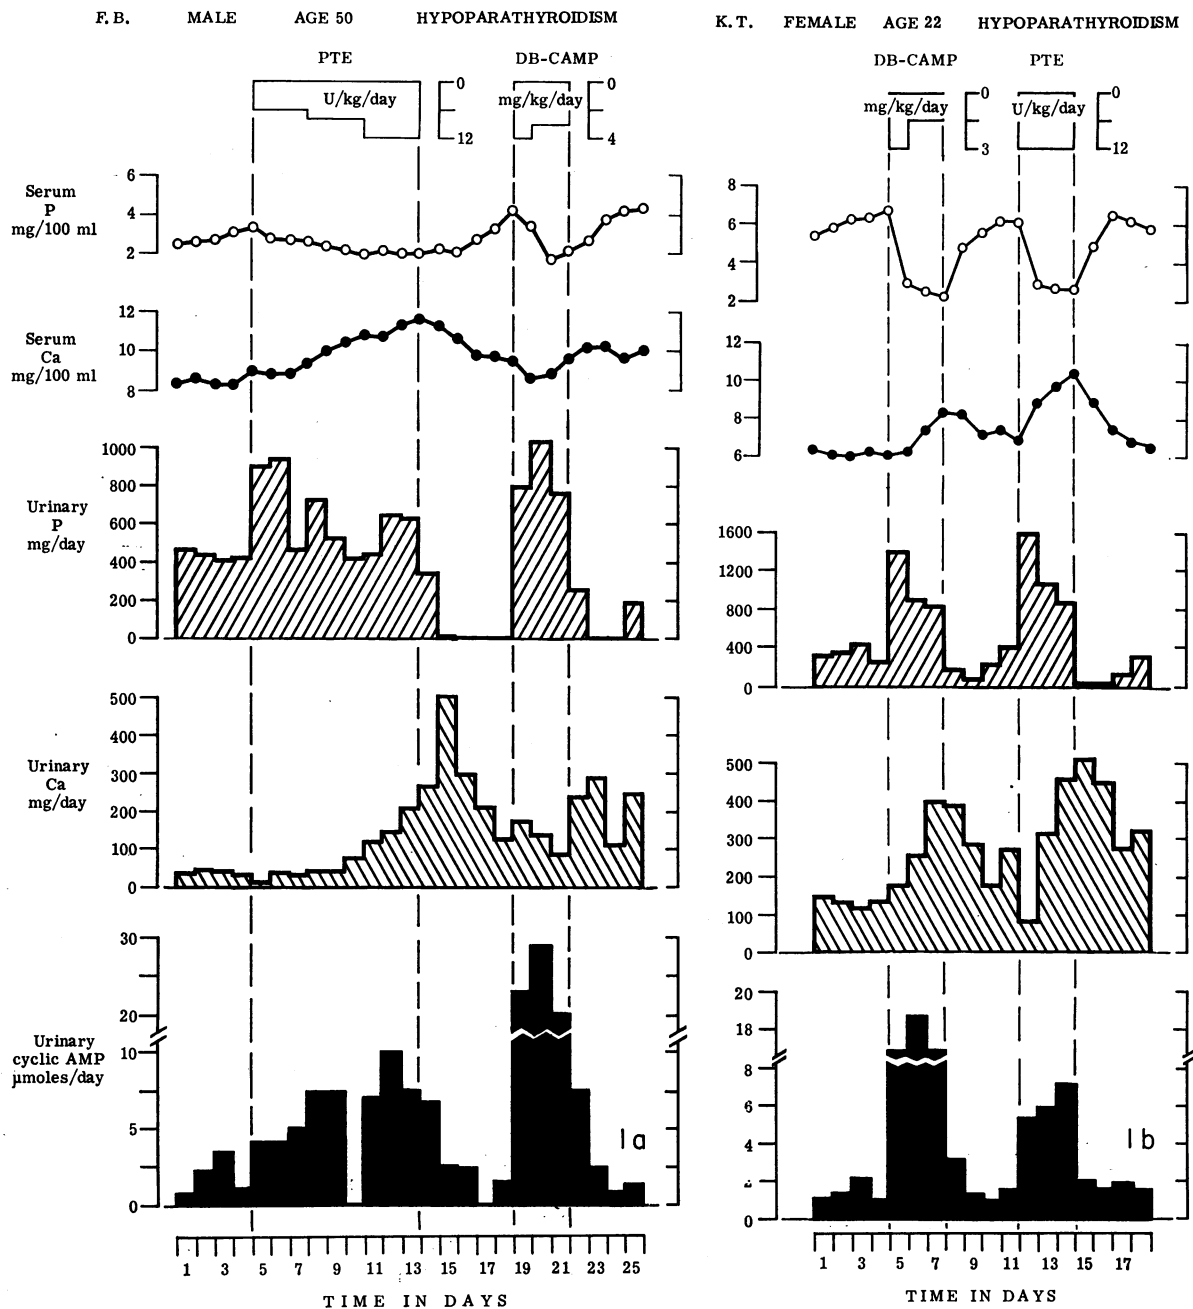 F. B. MALE AGE 50 HYPOPARATHYROIDISM
PTE DB-CAMP
U/kg/day 0 12 mg/kg/day 0 4
Serum
P
mg/100 ml
6
4
2
Serum
Ca
mg/100 ml
12
10
8
Urinary
P
mg/day
1000
800
600
400
200
0
Urinary
Ca
mg/day
500
400
300
200
100
0
Urinary
cyclic AMP
μmoles/day
30
20
10
5
0
1a
1 3 5 7 9 11 13 15 17 19 21 23 25
TIME IN DAYS
K. T. FEMALE AGE 22 HYPOPARATHYROIDISM
DB-CAMP PTE
mg/kg/day 0 3 U/kg/day 0 12
8
6
4
2
12
10
8
6
1600
1200
800
400
0
500
400
300
200
100
0
20
18
8
6
4
2
0
1b
1 3 5 7 9 11 13 15 17
TIME IN DAYS